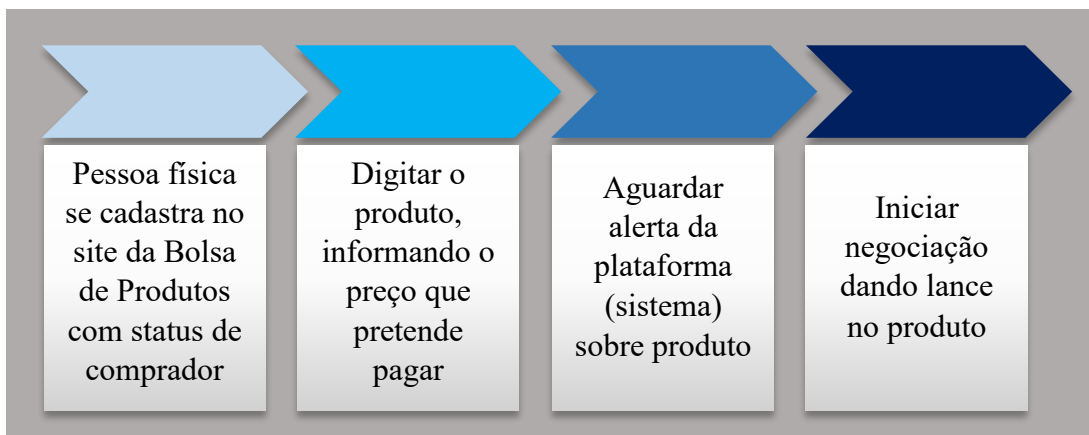 Pessoa física
se cadastra no
site da Bolsa
de Produtos
com status de
comprador
Digitar o
produto,
informando o
preço que
pretende
pagar
Aguardar
alerta da
plataforma
(sistema)
sobre produto
Iniciar
negociação
dando lance
no produto